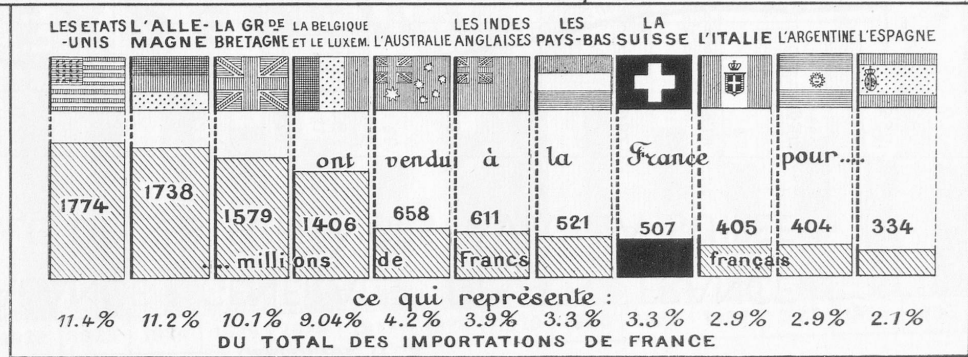 LES ETATS L'ALLE- LA GR DE LA BELGIQUE LES INDES LES LA
-UNIS MAGNE BRETAGNE ET LE LUXEM. L'AUSTRALIE ANGLAISES PAYS-BAS SUISSE L'ITALIE L'ARGENTINE L'ESPAGNE
ont vendu à la France pour....
1774 1738 1579 1406 658 611 521 507 405 404 334
.... millions de Francs français
ce qui représente :
11.4% 11.2% 10.1% 9.04% 4.2% 3.9% 3.3% 3.3% 2.9% 2.9% 2.1%
DU TOTAL DES IMPORTATIONS DE FRANCE